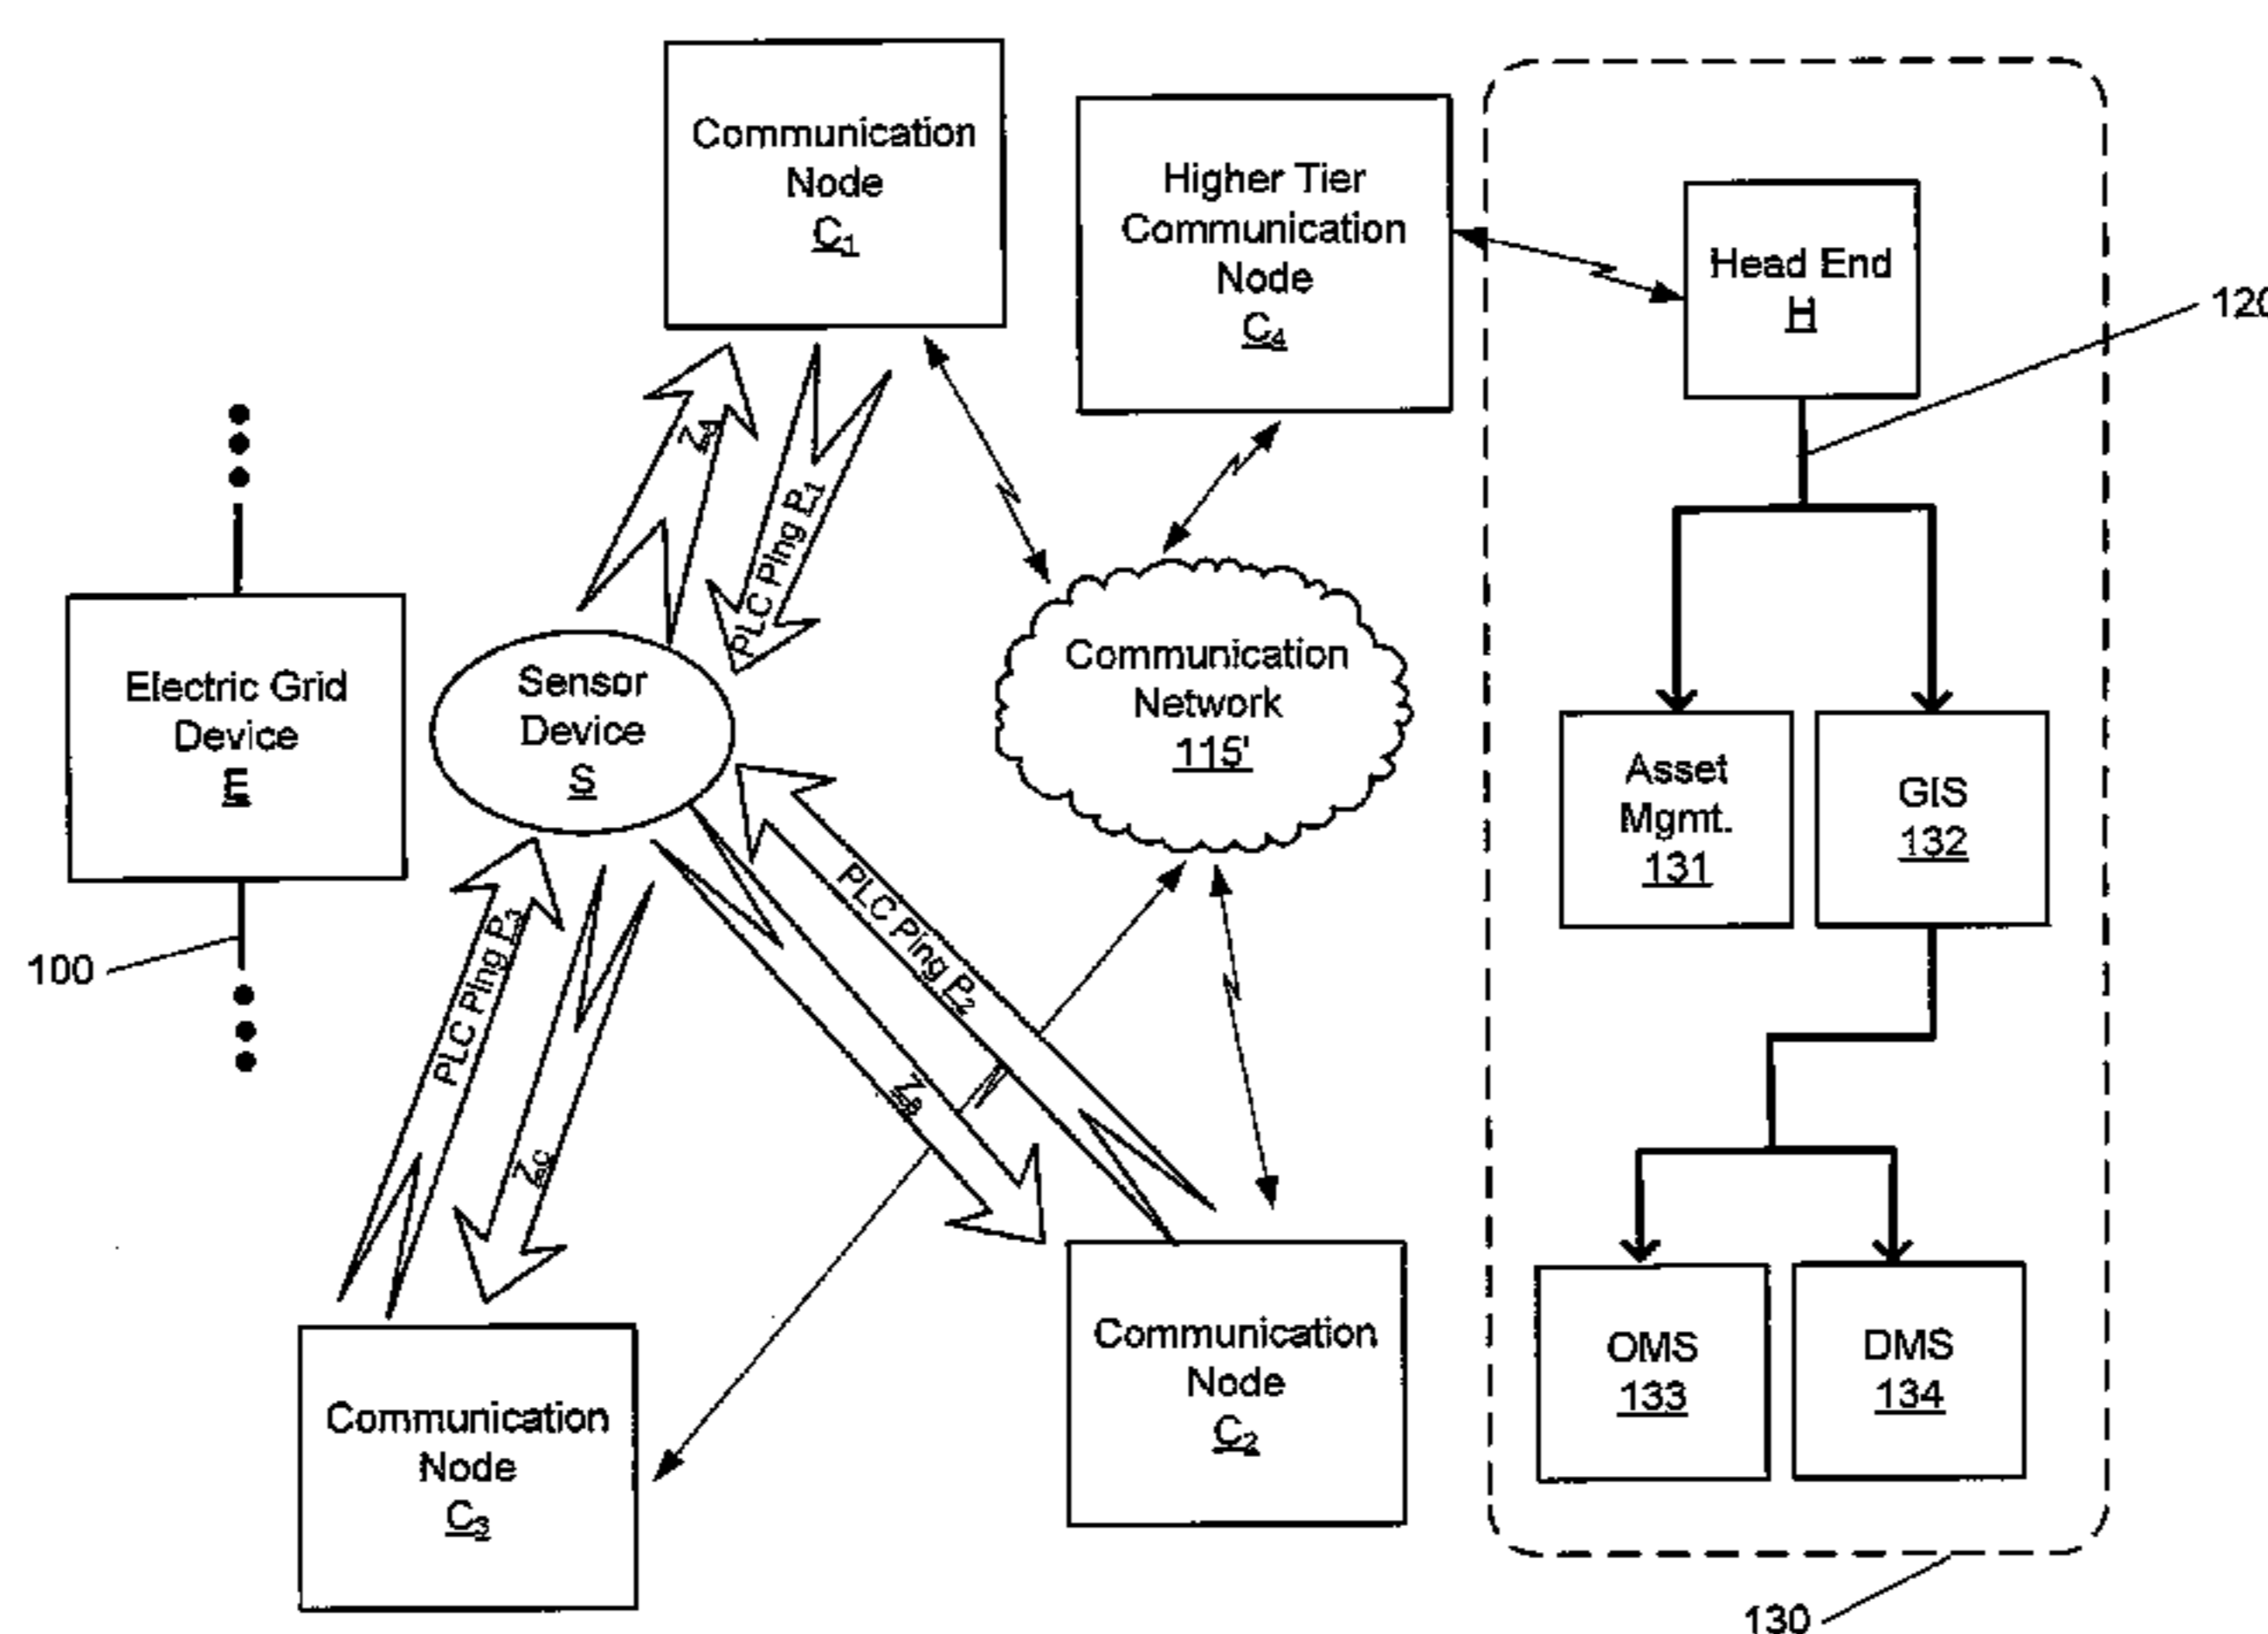 Communication
Node
C1
Higher Tier
Communication
Node
C4
Head End
H
120
PLC Ping P1
Electric Grid
Device
E
Sensor
Device
S
Communication
Network
115'
Asset
Mgmt.
131
GIS
132
100
PLC Ping P3
PLC Ping P2
Communication
Node
C3
Communication
Node
C2
OMS
133
DMS
134
130